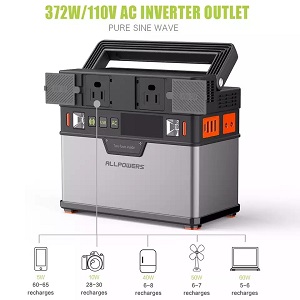 372W/110V AC INVERTER OUTLET
PURE SINE WAVE
ALLPOWERS
5W
60-65
recharges
10W
28-30
recharges
40W
6-8
recharges
90W
6-7
recharges
60W
5-6
recharges